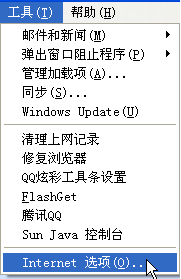 工具(T) 帮助(H)
邮件和新闻(M)
弹出窗口阻止程序(P)
管理加载项(A)...
同步(S)...
Windows Update(U)
清理上网记录
修复浏览器
QQ炫彩工具条设置
FlashGet
腾讯QQ
Sun Java 控制台
Internet 选项(O)...